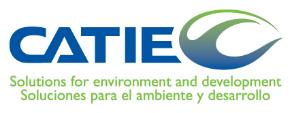 CATIE
Solutions for environment and development
Soluciones para el ambiente y desarrollo